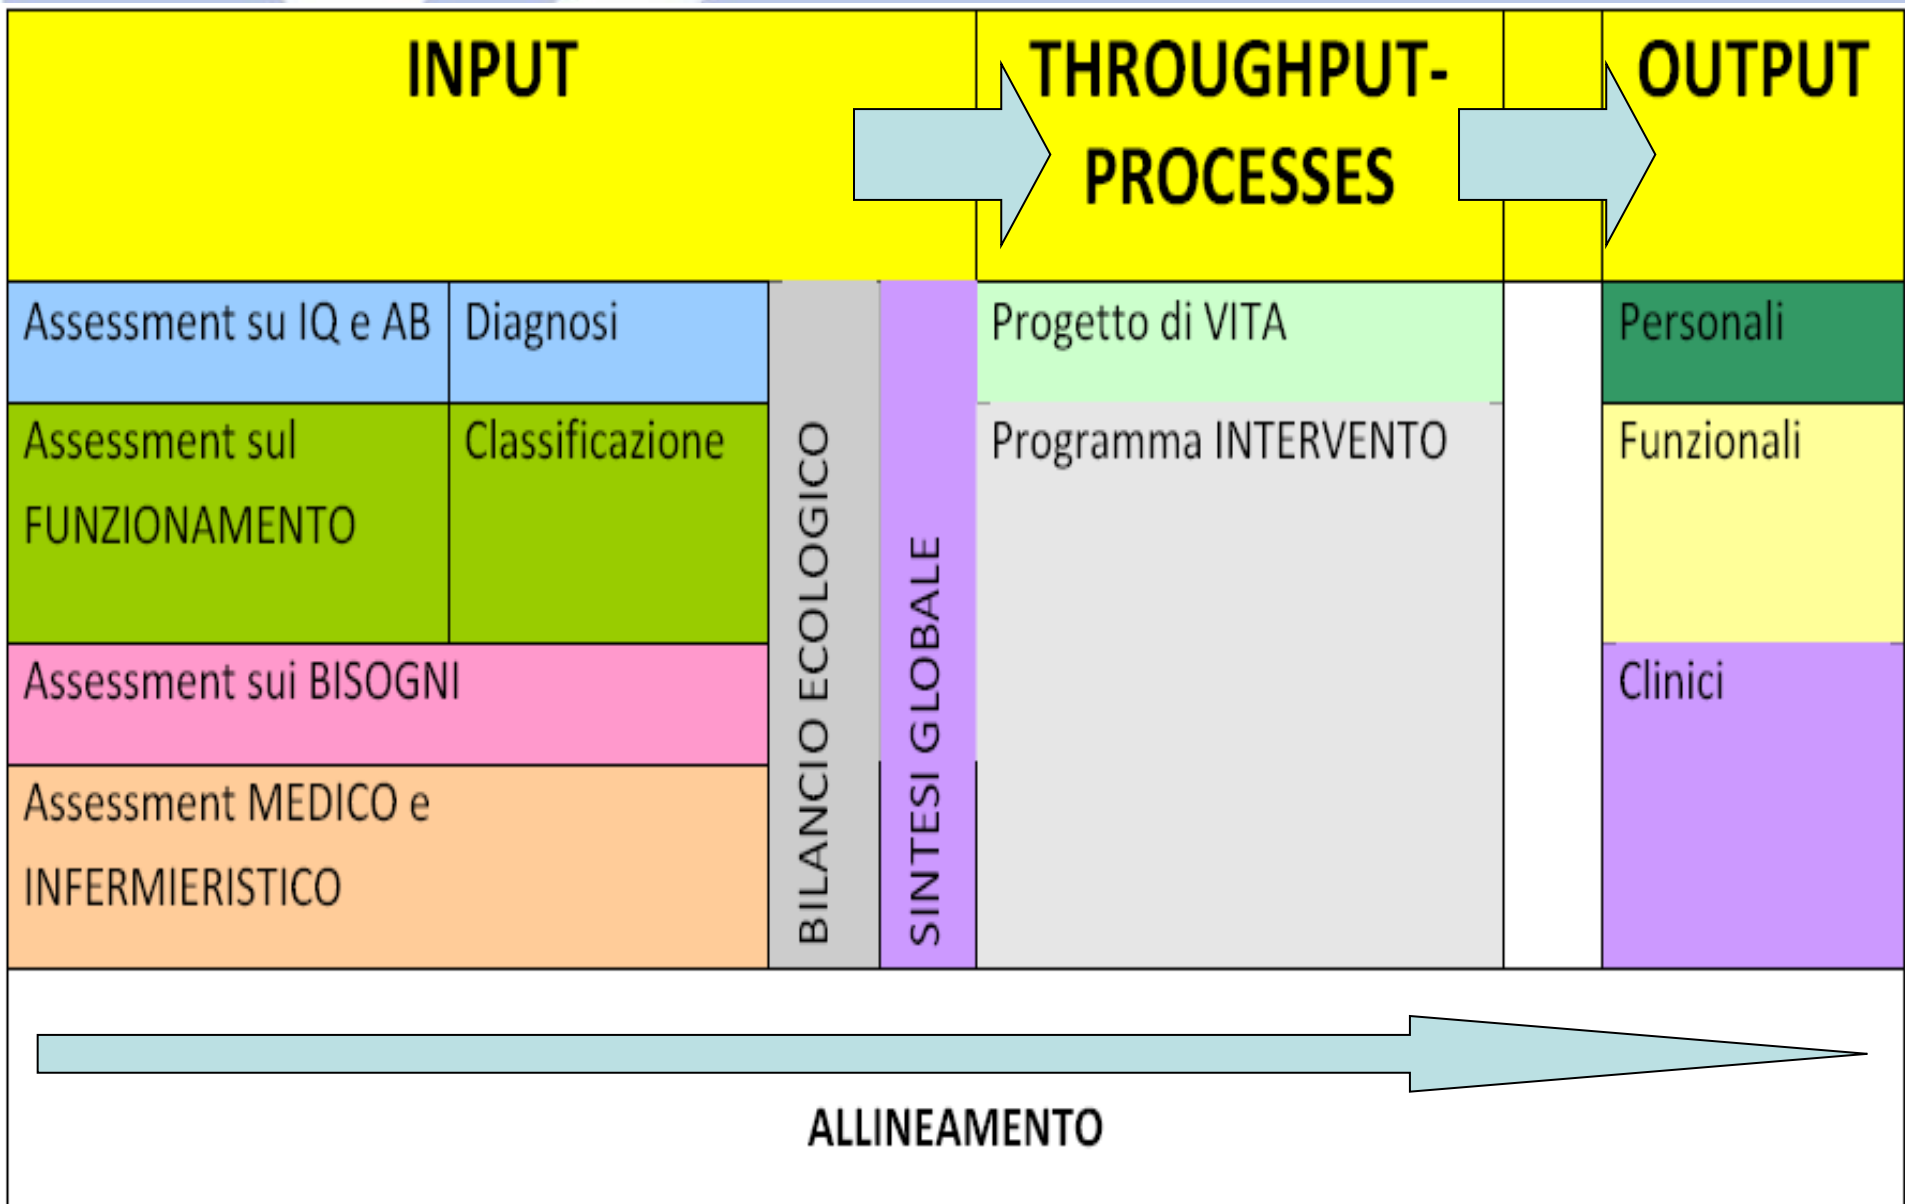 INPUT
THROUGHPUT-
PROCESSES
OUTPUT
Assessment su IQ e AB
Diagnosi
Assessment sul
FUNZIONAMENTO
Classificazione
Assessment sui BISOGNI
Assessment MEDICO e
INFERMIERISTICO
BILANCIO ECOLOGICO
SINTESI GLOBALE
Progetto di VITA
Programma INTERVENTO
Personali
Funzionali
Clinici
ALLINEAMENTO